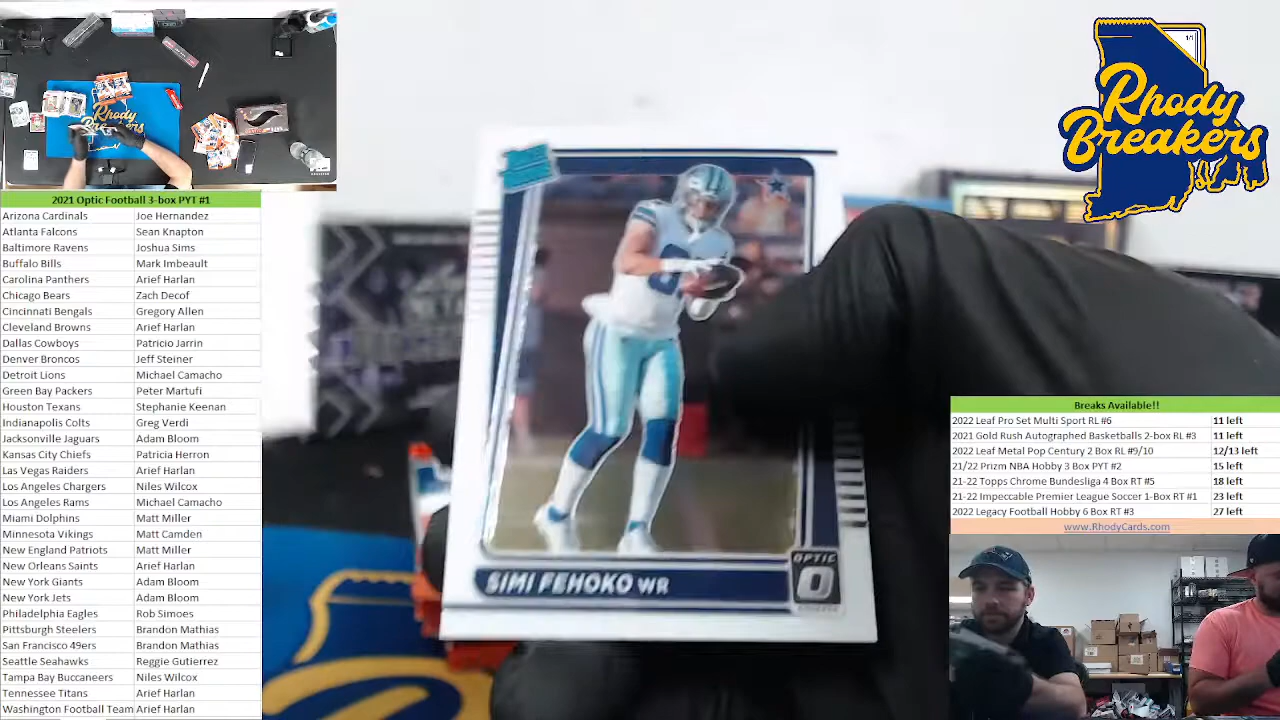 Rhody
Breakers
1/1
Rhody
Breakers
2021 Optic Football 3-box PYT #1
Arizona Cardinals Joe Hernandez
Atlanta Falcons Sean Knapton
Baltimore Ravens Joshua Sims
Buffalo Bills Mark Imbeault
Carolina Panthers Arief Harlan
Chicago Bears Zach Decof
Cincinnati Bengals Gregory Allen
Cleveland Browns Arief Harlan
Dallas Cowboys Patricio Jarrin
Denver Broncos Jeff Steiner
Detroit Lions Michael Camacho
Green Bay Packers Peter Martufi
Houston Texans Stephanie Keenan
Indianapolis Colts Greg Verdi
Jacksonville Jaguars Adam Bloom
Kansas City Chiefs Patricia Herron
Las Vegas Raiders Arief Harlan
Los Angeles Chargers Niles Wilcox
Los Angeles Rams Michael Camacho
Miami Dolphins Matt Miller
Minnesota Vikings Matt Camden
New England Patriots Matt Miller
New Orleans Saints Arief Harlan
New York Giants Adam Bloom
New York Jets Adam Bloom
Philadelphia Eagles Rob Simoes
Pittsburgh Steelers Brandon Mathias
San Francisco 49ers Brandon Mathias
Seattle Seahawks Reggie Gutierrez
Tampa Bay Buccaneers Niles Wilcox
Tennessee Titans Arief Harlan
Washington Football Team Arief Harlan
SIMI FEHOKO WR
OPTIC
Breaks Available!!
2022 Leaf Pro Set Multi Sport RL #6 11 left
2021 Gold Rush Autographed Basketballs 2-box RL #3 11 left
2022 Leaf Metal Pop Century 2 Box RL #9/10 12/13 left
21/22 Prizm NBA Hobby 3 Box PYT #2 15 left
21-22 Topps Chrome Bundesliga 4 Box RT #5 18 left
21-22 Impeccable Premier League Soccer 1-Box RT #1 23 left
2022 Legacy Football Hobby 6 Box RT #3 27 left
www.RhodyCards.com